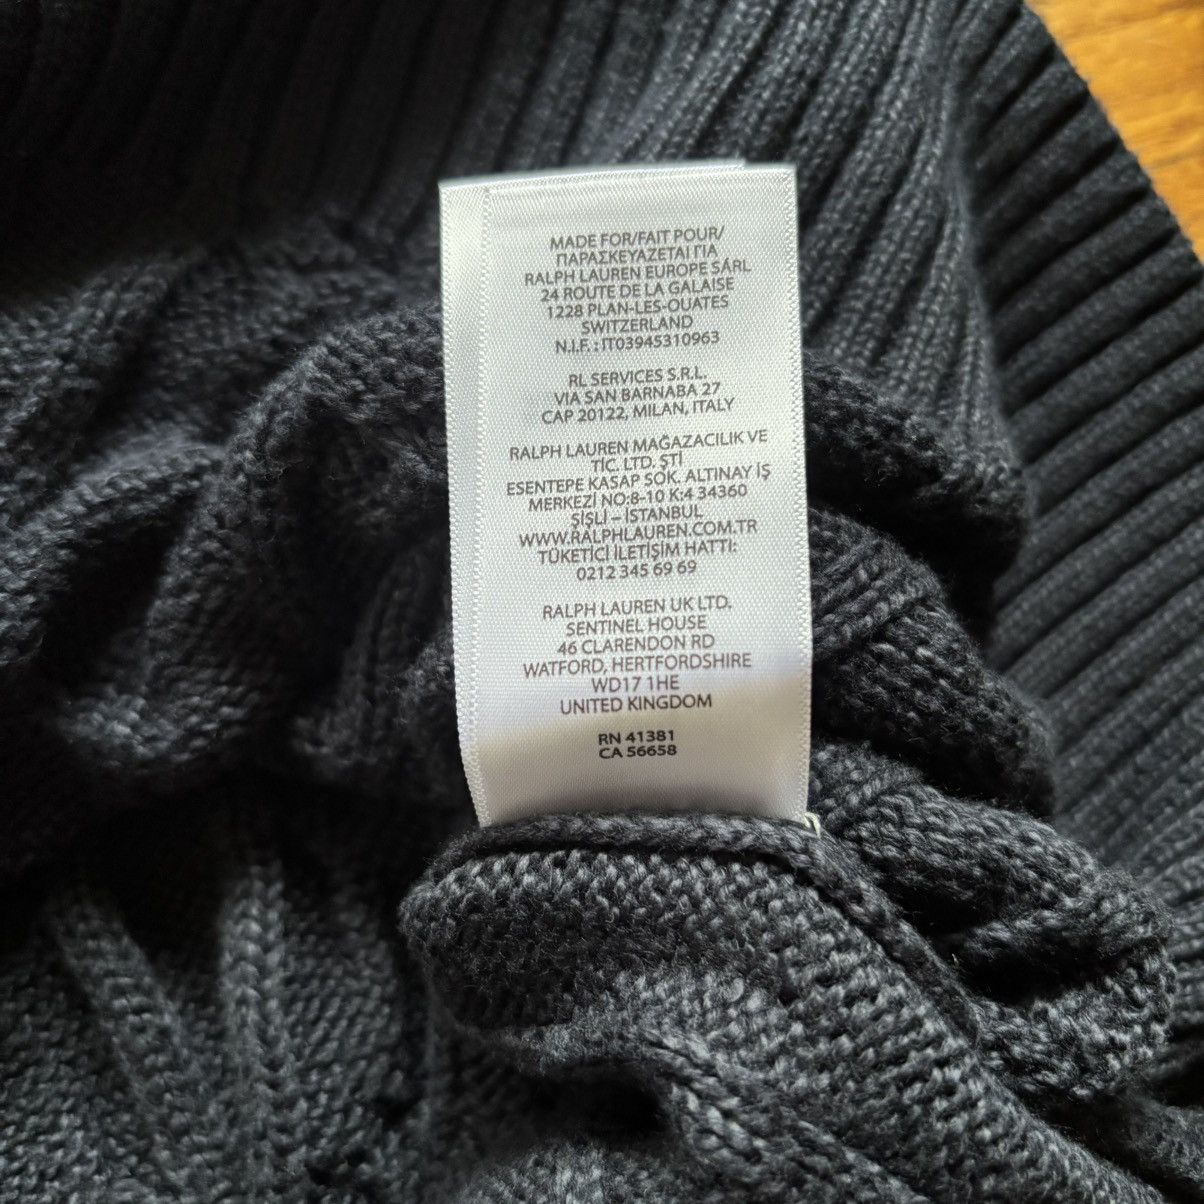 MADE FOR/FAIT POUR/
ΠΑΡΑΣΚΕΥΑΖΕΤΑΙ ΓΙΑ
RALPH LAUREN EUROPE SÁRL
24 ROUTE DE LA GALAISE
1228 PLAN-LES-OUATES
SWITZERLAND
N.I.F. : IT03945310963
RL SERVICES S.R.L.
VIA SAN BARNABA 27
CAP 20122, MILAN, ITALY
RALPH LAUREN MAĞAZACILIK VE
TİC. LTD. ŞTİ
ESENTEPE KASAP SOK. ALTINAY İŞ
MERKEZİ NO:8-10 K:4 34360
ŞİŞLİ – İSTANBUL
WWW.RALPHLAUREN.COM.TR
TÜKETİCİ İLETİŞİM HATTI:
0212 345 69 69
RALPH LAUREN UK LTD.
SENTINEL HOUSE
46 CLARENDON RD
WATFORD, HERTFORDSHIRE
WD17 1HE
UNITED KINGDOM
RN 41381
CA 56658